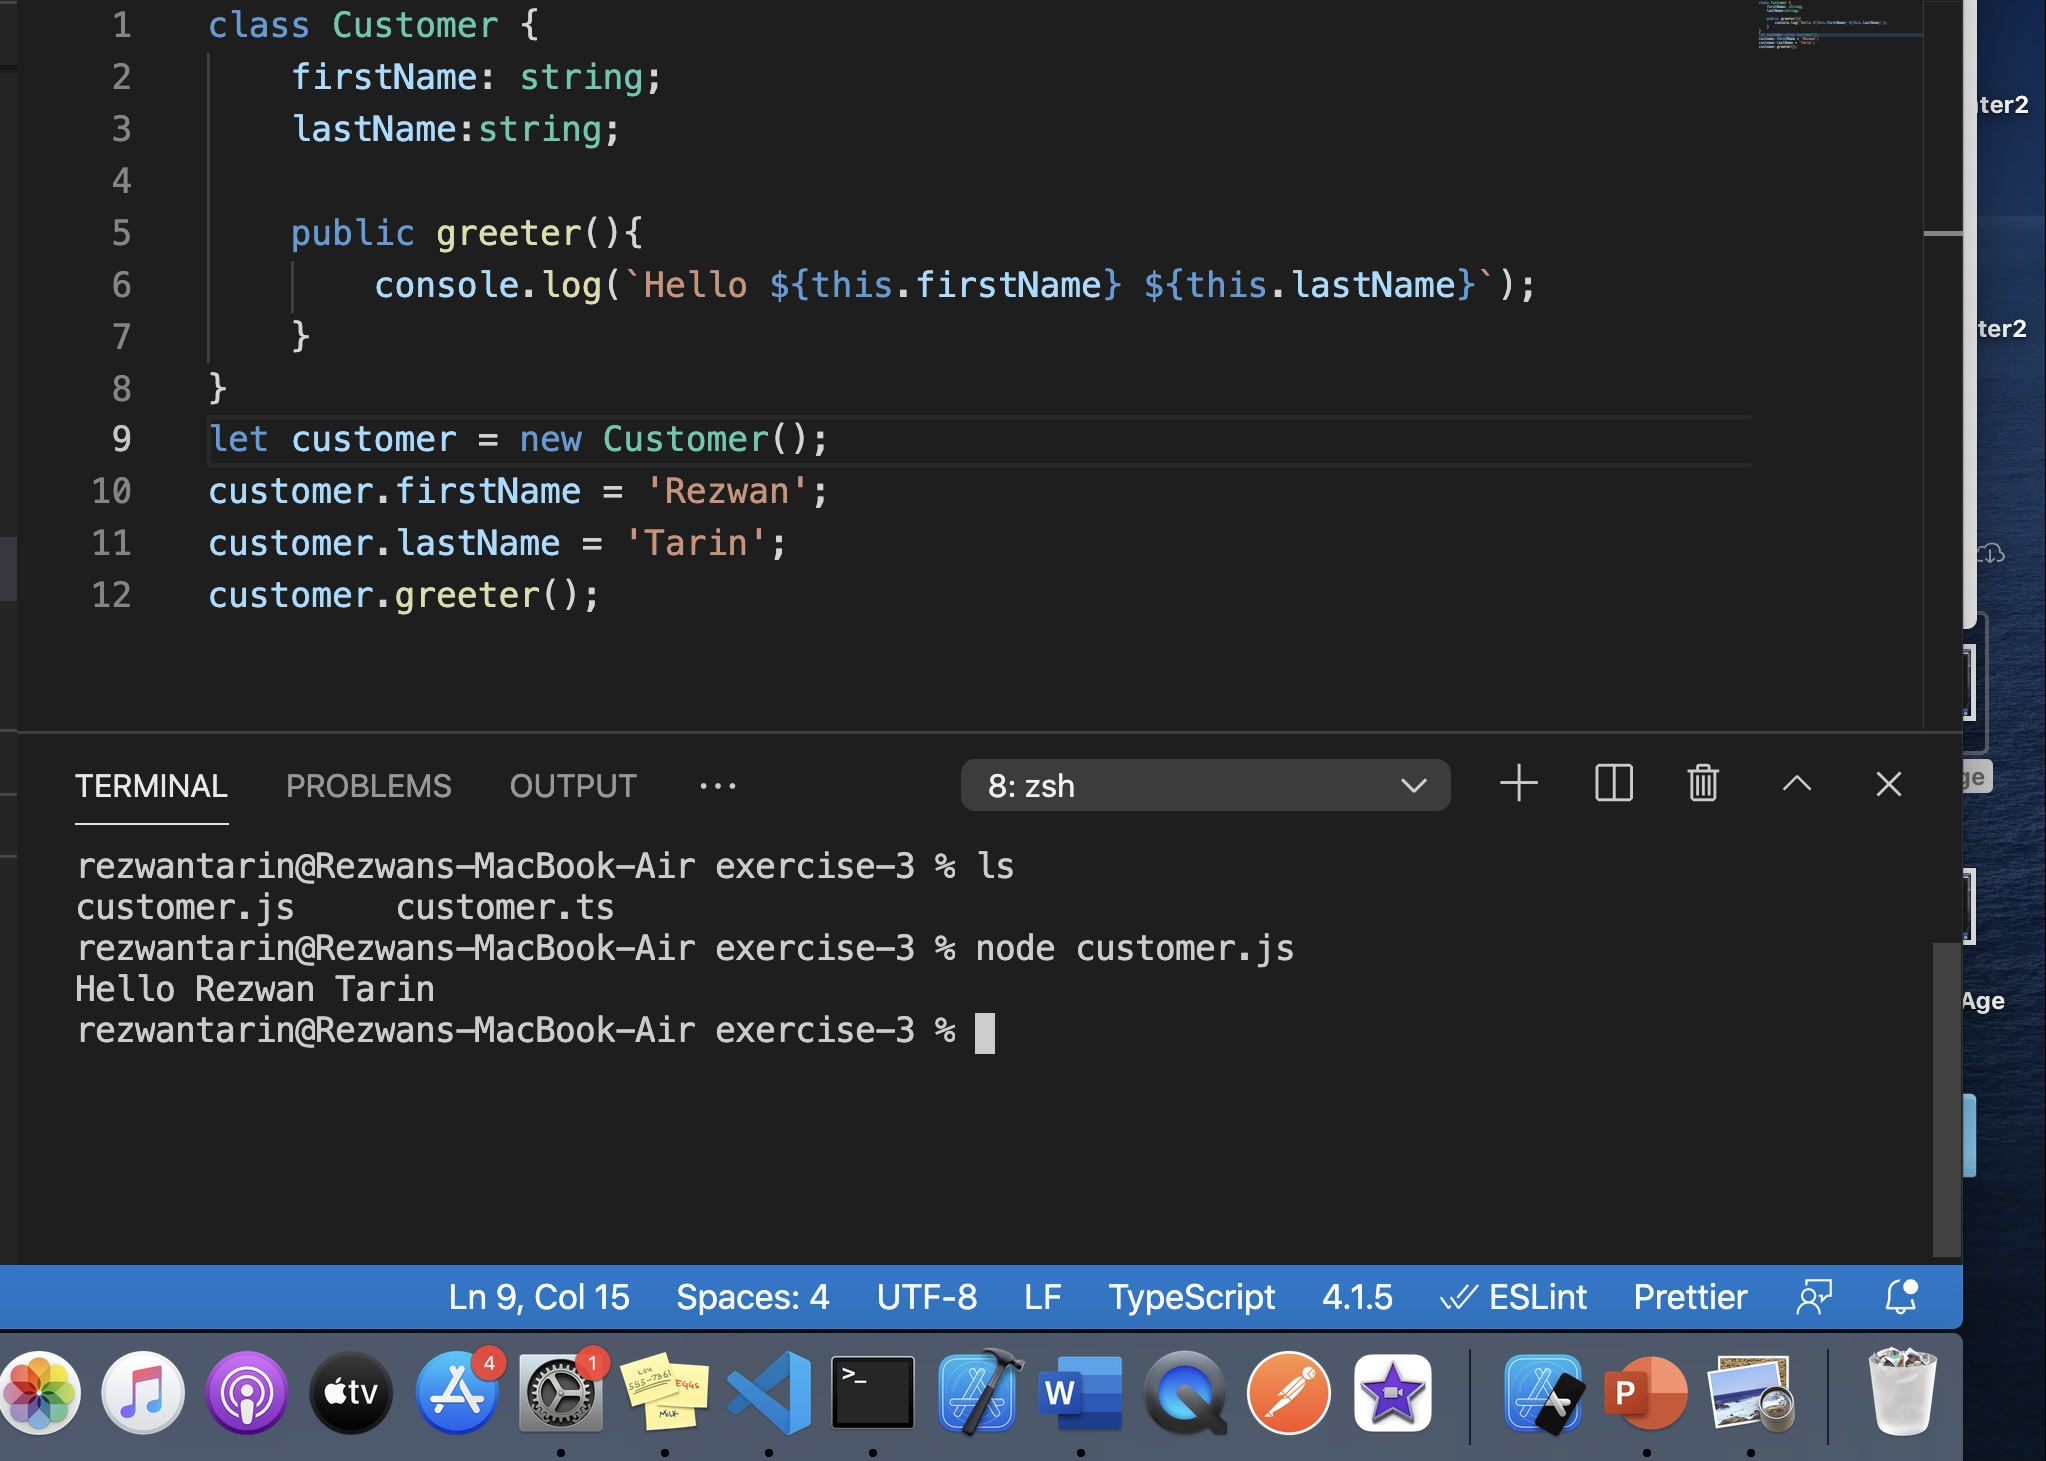 1 class Customer {
2 firstName: string;
3 lastName:string;
4
5 public greeter(){
6 console.log(`Hello ${this.firstName} ${this.lastName}`);
7 }
8 }
9 let customer = new Customer();
10 customer.firstName = 'Rezwan';
11 customer.lastName = 'Tarin';
12 customer.greeter();
ter2
ter2
ge
Age
TERMINAL PROBLEMS OUTPUT ··· 8: zsh
rezwantarin@Rezwans-MacBook-Air exercise-3 % ls
customer.js customer.ts
rezwantarin@Rezwans-MacBook-Air exercise-3 % node customer.js
Hello Rezwan Tarin
rezwantarin@Rezwans-MacBook-Air exercise-3 %
Ln 9, Col 15 Spaces: 4 UTF-8 LF TypeScript 4.1.5 ESLint Prettier
tv 4 1 EGGS MILK >_ W P